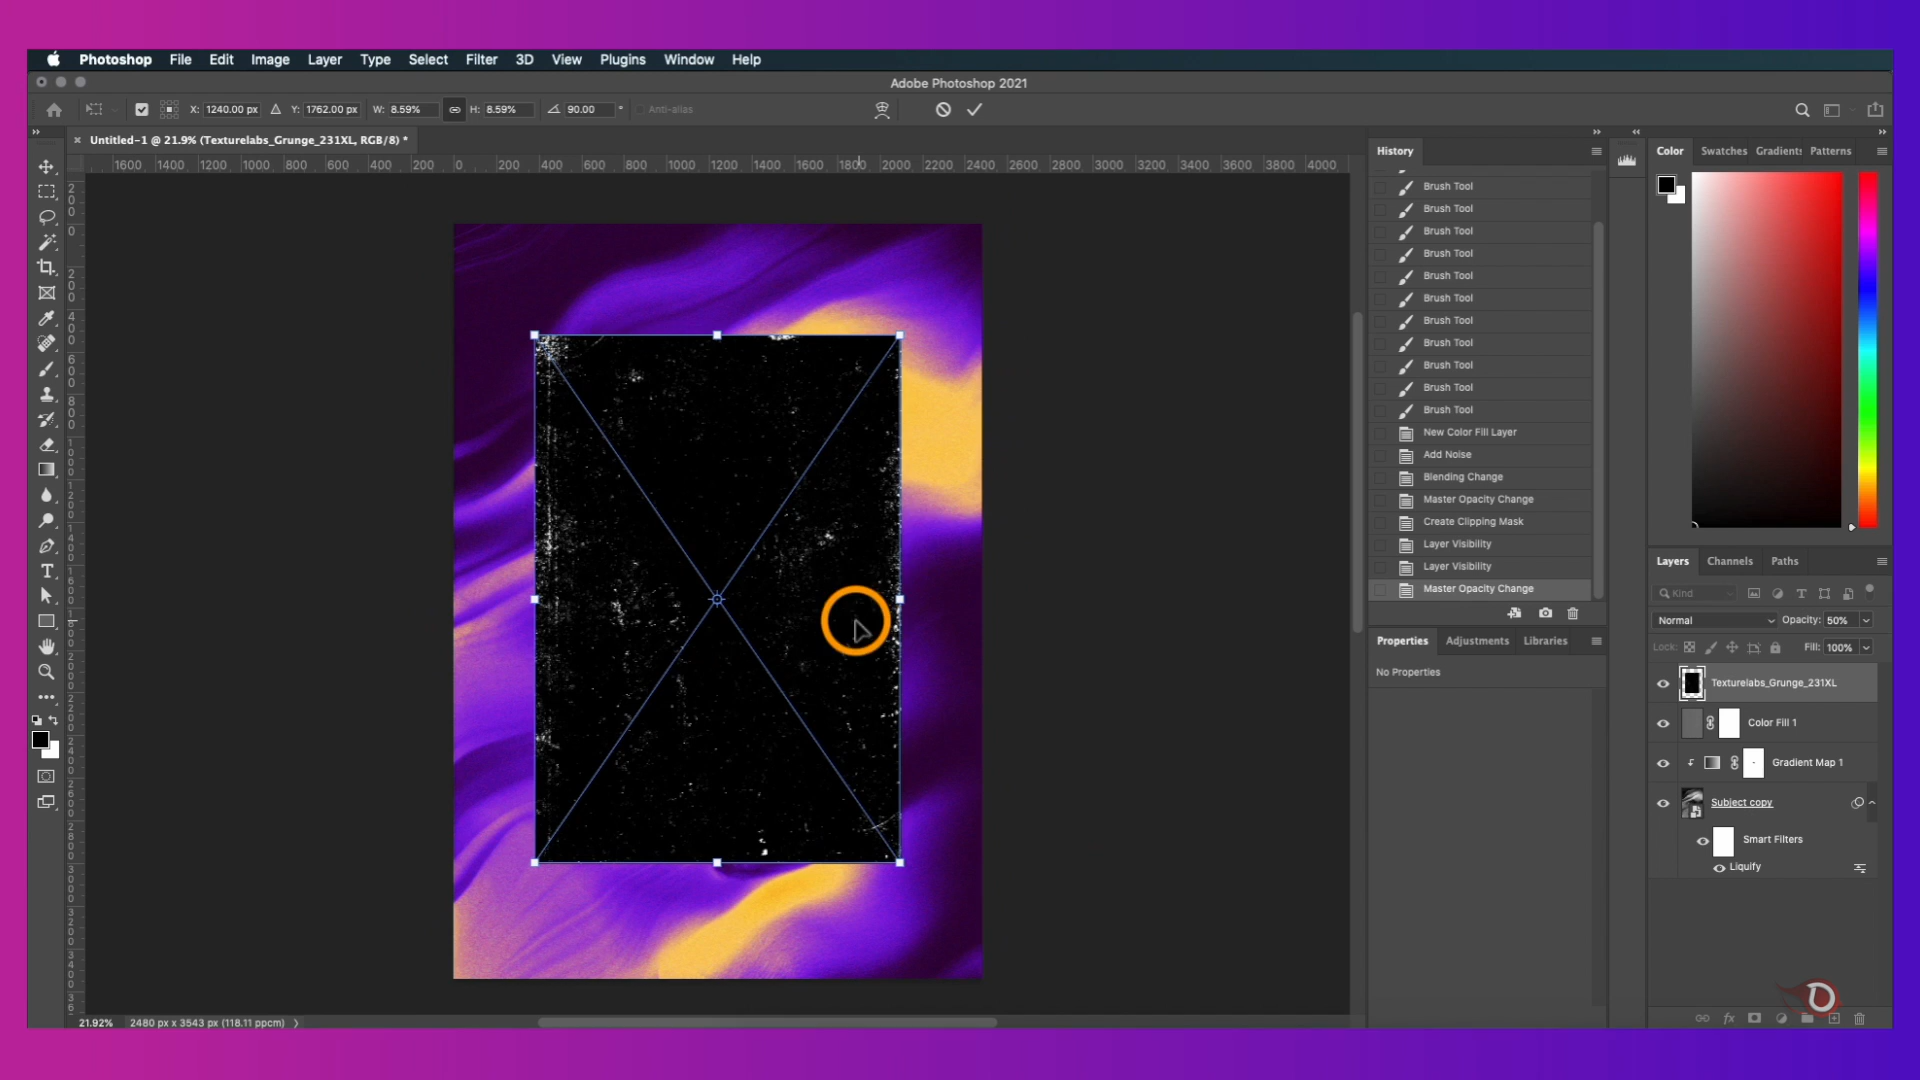 Photoshop File Edit Image Layer Type Select Filter 3D View Plugins Window Help
Adobe Photoshop 2021
X: 1240.00 px Y: 1762.00 px W: 8.59% H: 8.59% 90.00 ° Anti-alias
Untitled-1 @ 21.9% (Texturelabs_Grunge_231XL, RGB/8) *
1600 1400 1200 1000 800 600 400 200 0 200 400 600 800 1000 1200 1400 1600 1800 2000 2200 2400 2600 2800 3000 3200 3400 3600 3800 4000
History
Brush Tool
Brush Tool
Brush Tool
Brush Tool
Brush Tool
Brush Tool
Brush Tool
Brush Tool
Brush Tool
Brush Tool
Brush Tool
New Color Fill Layer
Add Noise
Blending Change
Master Opacity Change
Create Clipping Mask
Layer Visibility
Layer Visibility
Master Opacity Change
Properties Adjustments Libraries
No Properties
Color Swatches Gradients Patterns
Layers Channels Paths
Kind
Normal Opacity: 50%
Lock: Fill: 100%
Texturelabs_Grunge_231XL
Color Fill 1
Gradient Map 1
Subject copy
Smart Filters
Liquify
21.92% 2480 px x 3543 px (118.11 ppcm)